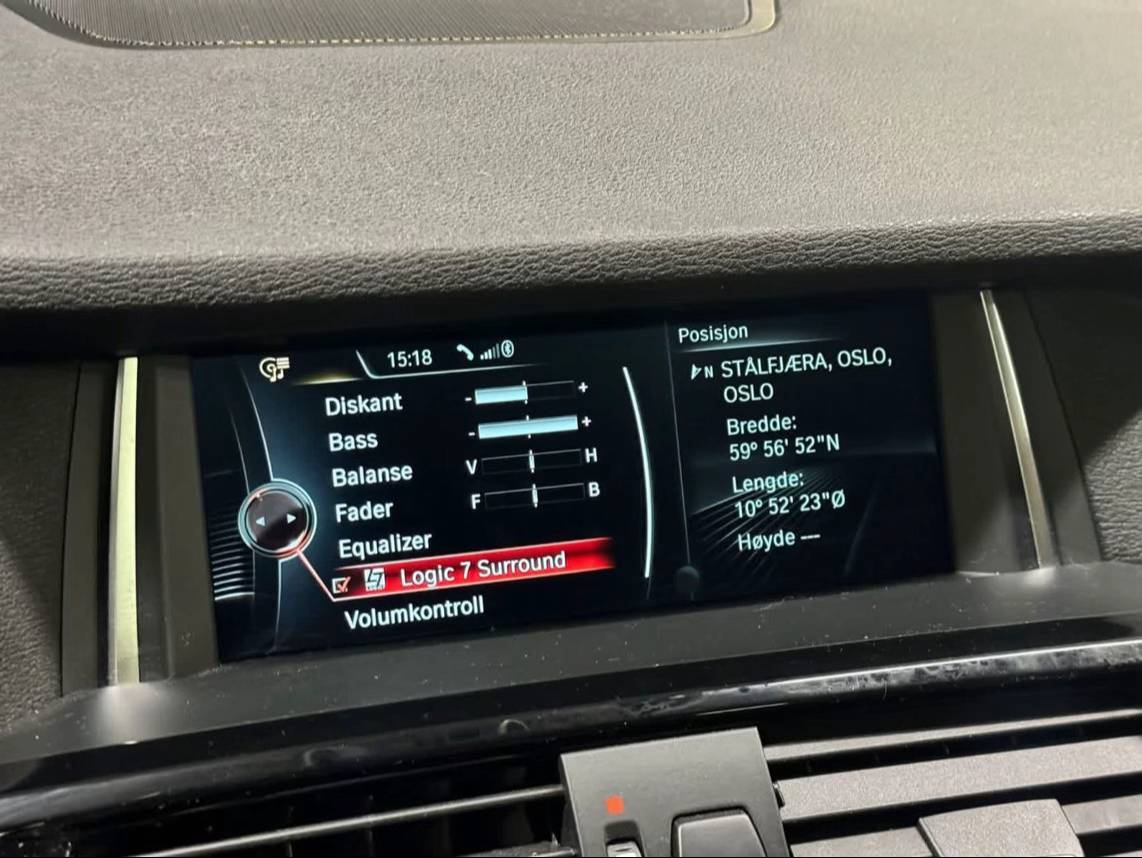 15:18
Diskant - +
Bass - +
Balanse V H
Fader F B
Equalizer
LOGIC7 Logic 7 Surround
Volumkontroll
Posisjon
N STÅLFJÆRA, OSLO,
OSLO
Bredde:
59° 56' 52"N
Lengde:
10° 52' 23"Ø
Høyde ---